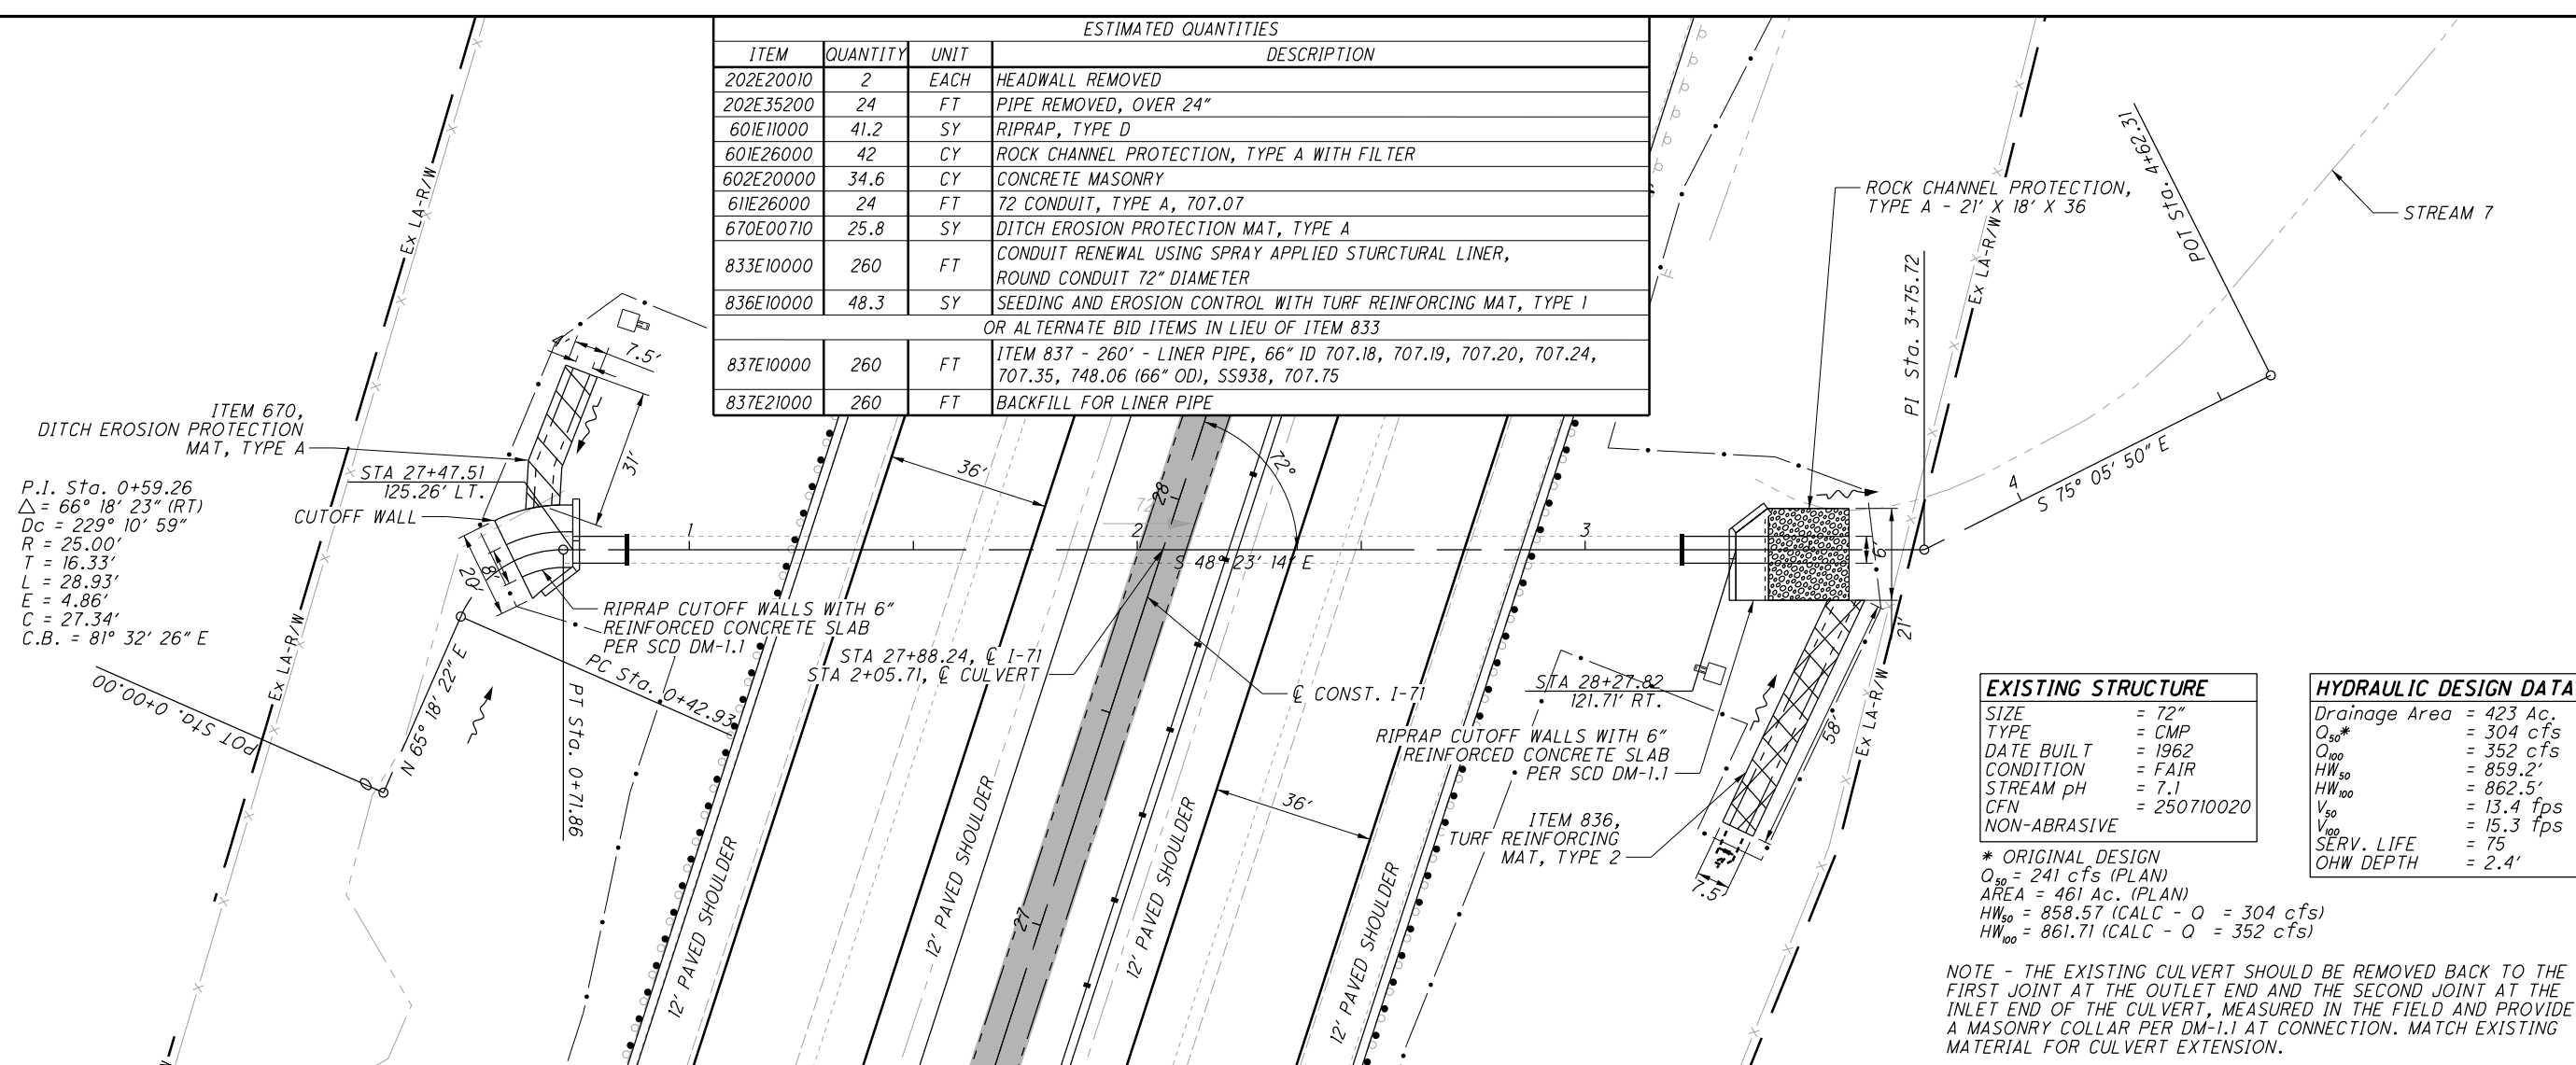 ESTIMATED QUANTITIES
ITEM QUANTITY UNIT DESCRIPTION
202E20010 2 EACH HEADWALL REMOVED
202E35200 24 FT PIPE REMOVED, OVER 24"
601E11000 41.2 SY RIPRAP, TYPE D
601E26000 42 CY ROCK CHANNEL PROTECTION, TYPE A WITH FILTER
602E20000 34.6 CY CONCRETE MASONRY
611E26000 24 FT 72 CONDUIT, TYPE A, 707.07
670E00710 25.8 SY DITCH EROSION PROTECTION MAT, TYPE A
833E10000 260 FT CONDUIT RENEWAL USING SPRAY APPLIED STURCTURAL LINER,
ROUND CONDUIT 72" DIAMETER
836E10000 48.3 SY SEEDING AND EROSION CONTROL WITH TURF REINFORCING MAT, TYPE 1
OR ALTERNATE BID ITEMS IN LIEU OF ITEM 833
837E10000 260 FT ITEM 837 - 260' - LINER PIPE, 66" ID 707.18, 707.19, 707.20, 707.24,
707.35, 748.06 (66" OD), SS938, 707.75
837E21000 260 FT BACKFILL FOR LINER PIPE
Ex LA-R/W
4'
7.5'
31'
ITEM 670,
DITCH EROSION PROTECTION
MAT, TYPE A
STA 27+47.51
125.26' LT.
CUTOFF WALL
P.I. Sta. 0+59.26
△= 66° 18' 23" (RT)
Dc = 229° 10' 59"
R = 25.00'
T = 16.33'
L = 28.93'
E = 4.86'
C = 27.34'
C.B. = 81° 32' 26" E
20'
8'
RIPRAP CUTOFF WALLS WITH 6"
REINFORCED CONCRETE SLAB
PER SCD DM-1.1
Ex LA-R/W
POT Sta. 0+00.00
0
N 65° 18' 22" E
PC Sta. 0+42.93
PT Sta. 0+71.86
1
2
3
4
36'
72°
28
S 48° 23' 14" E
STA 27+88.24, ℄ I-71
STA 2+05.71, ℄ CULVERT
℄ CONST. I-71
27
36'
12' PAVED SHOULDER
12' PAVED SHOULDER
12' PAVED SHOULDER
12' PAVED SHOULDER
ROCK CHANNEL PROTECTION,
TYPE A - 21' X 18' X 36
STREAM 7
POT Sta. 4+62.31
PI Sta. 3+75.72
Ex LA-R/W
S 75° 05' 50" E
6'
21'
58'
7.5'
STA 28+27.82
121.71' RT.
RIPRAP CUTOFF WALLS WITH 6"
REINFORCED CONCRETE SLAB
PER SCD DM-1.1
ITEM 836,
TURF REINFORCING
MAT, TYPE 2
Ex LA-R/W
EXISTING STRUCTURE
SIZE = 72"
TYPE = CMP
DATE BUILT = 1962
CONDITION = FAIR
STREAM pH = 7.1
CFN = 250710020
NON-ABRASIVE
* ORIGINAL DESIGN
Q50 = 241 cfs (PLAN)
AREA = 461 Ac. (PLAN)
HW50 = 858.57 (CALC - Q = 304 cfs)
HW100 = 861.71 (CALC - Q = 352 cfs)
HYDRAULIC DESIGN DATA
Drainage Area = 423 Ac.
Q50* = 304 cfs
Q100 = 352 cfs
HW50 = 859.2'
HW100 = 862.5'
V50 = 13.4 fps
V100 = 15.3 fps
SERV. LIFE = 75
OHW DEPTH = 2.4'
NOTE - THE EXISTING CULVERT SHOULD BE REMOVED BACK TO THE
FIRST JOINT AT THE OUTLET END AND THE SECOND JOINT AT THE
INLET END OF THE CULVERT, MEASURED IN THE FIELD AND PROVIDE
A MASONRY COLLAR PER DM-1.1 AT CONNECTION. MATCH EXISTING
MATERIAL FOR CULVERT EXTENSION.